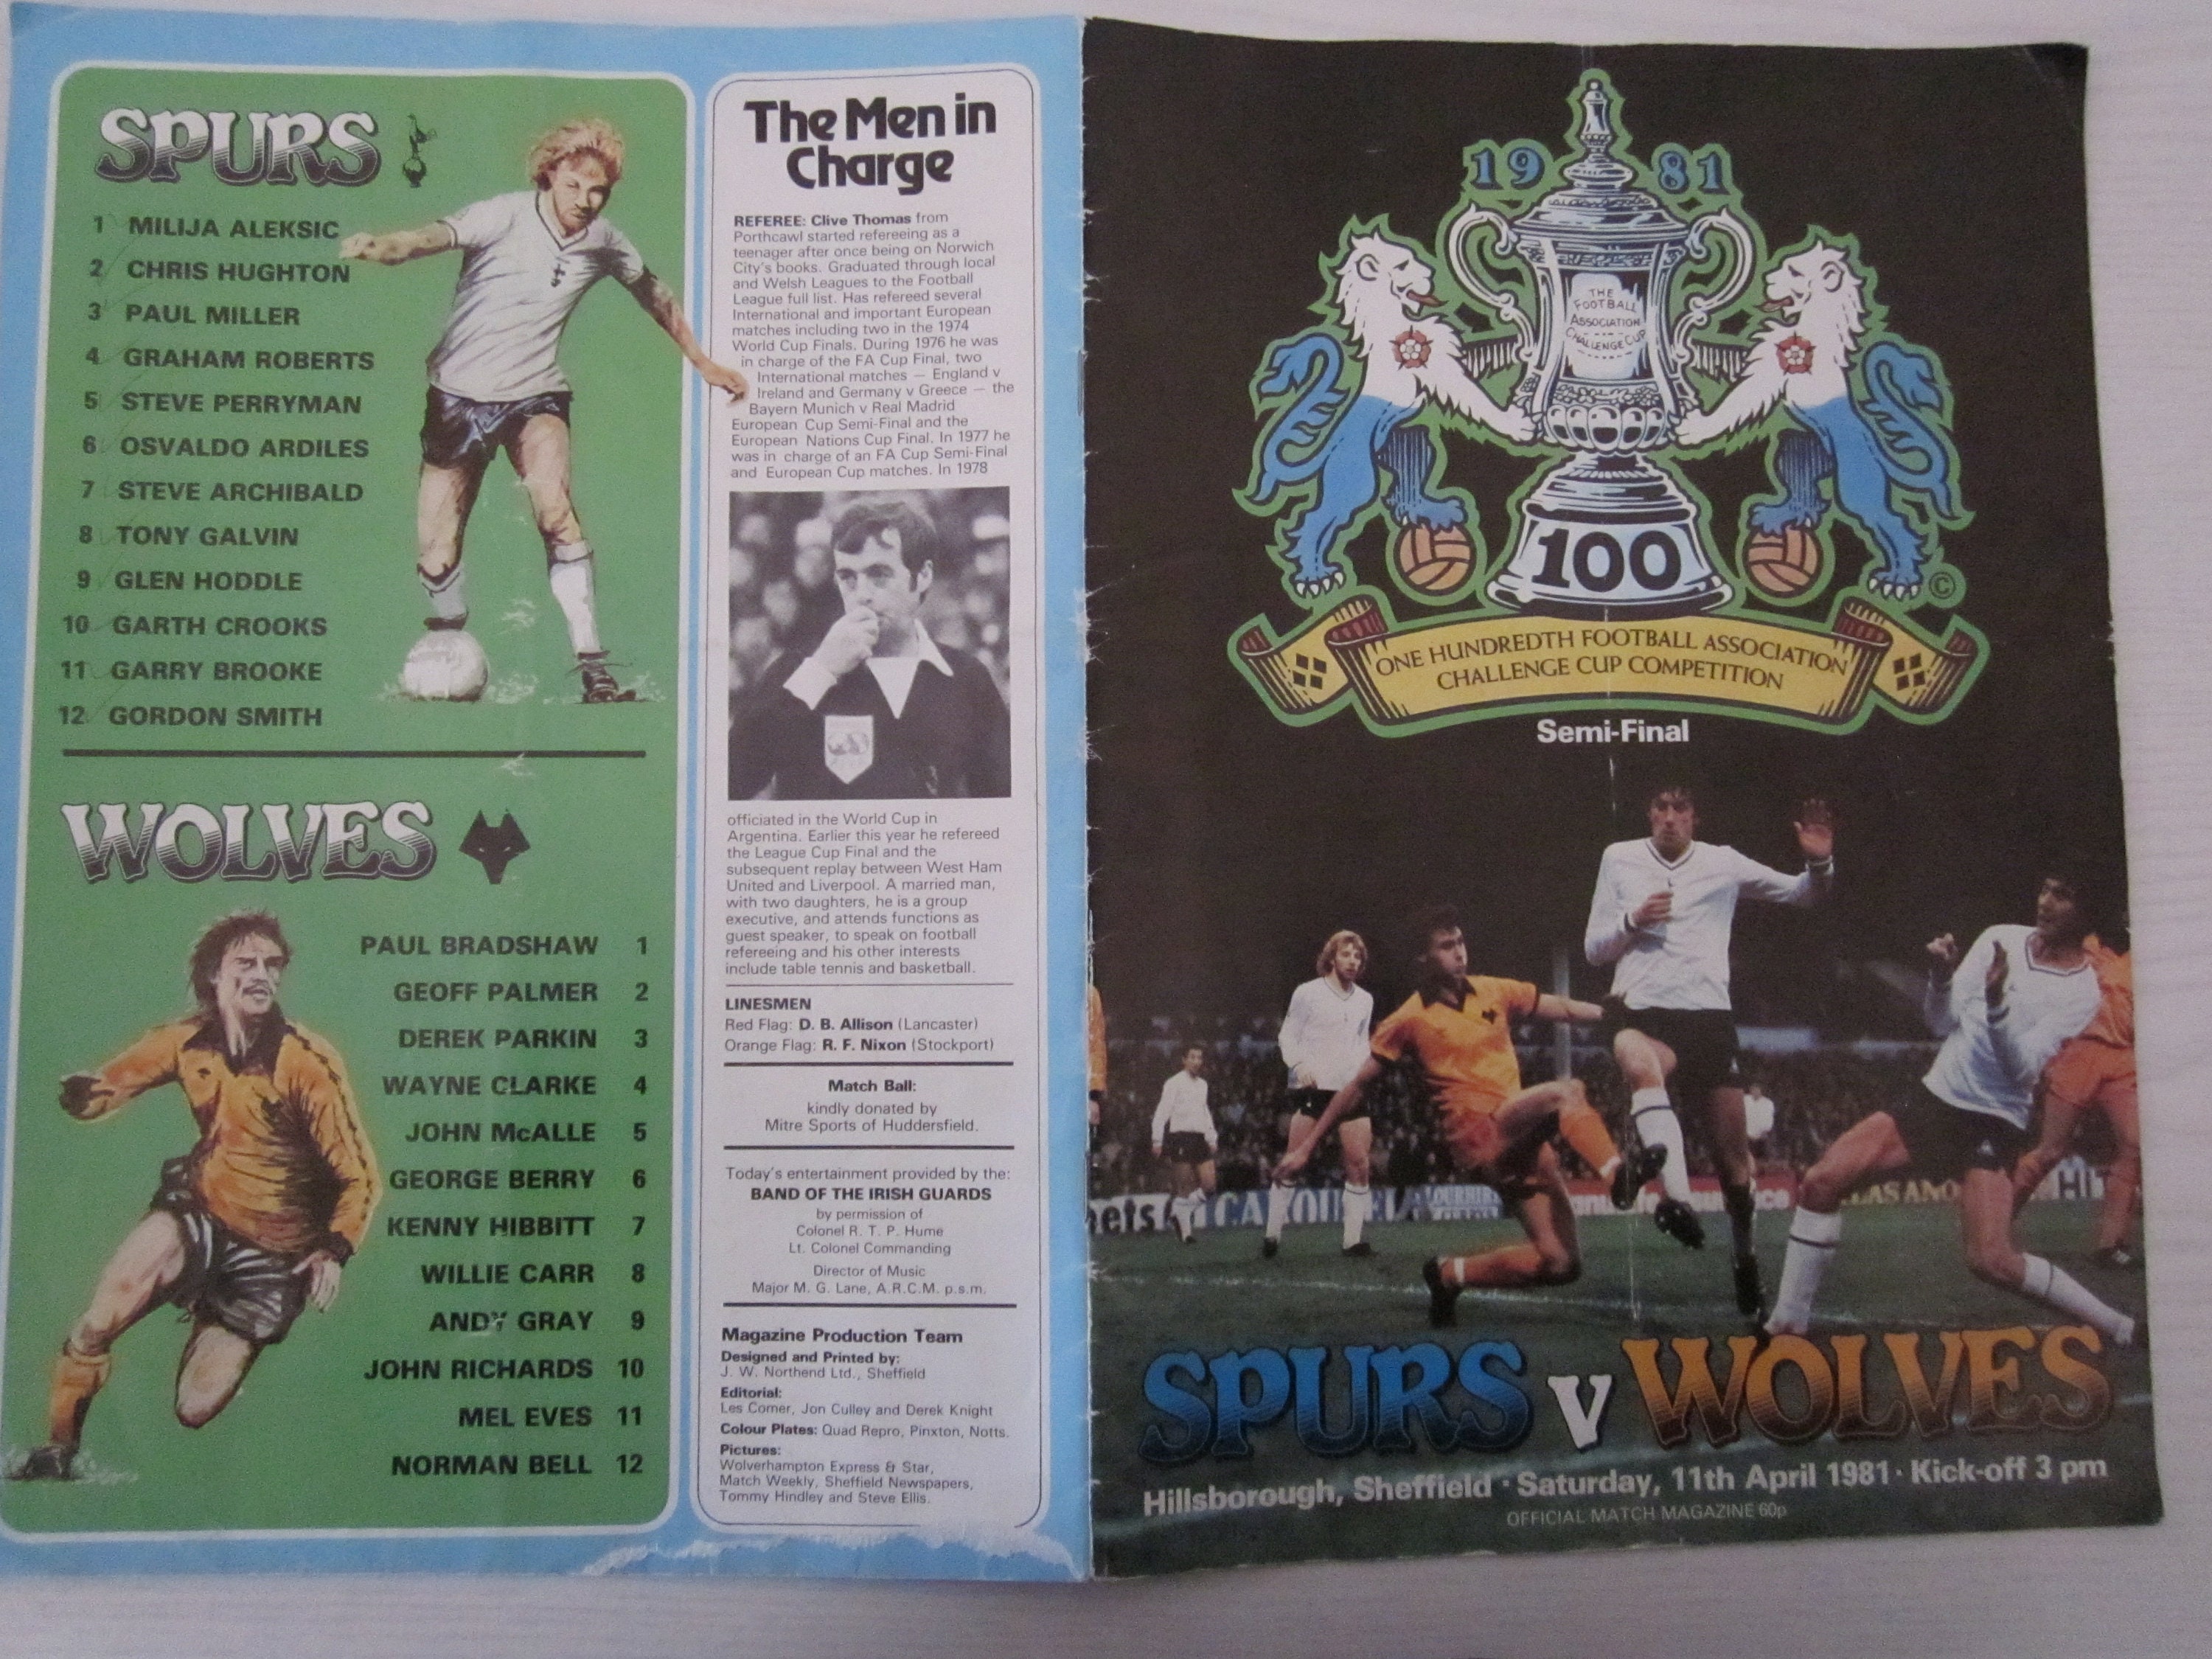 SPURS
1 MILIJA ALEKSIC
2 CHRIS HUGHTON
3 PAUL MILLER
4 GRAHAM ROBERTS
5 STEVE PERRYMAN
6 OSVALDO ARDILES
7 STEVE ARCHIBALD
8 TONY GALVIN
9 GLEN HODDLE
10 GARTH CROOKS
11 GARRY BROOKE
12 GORDON SMITH
WOLVES
PAUL BRADSHAW 1
GEOFF PALMER 2
DEREK PARKIN 3
WAYNE CLARKE 4
JOHN McALLE 5
GEORGE BERRY 6
KENNY HIBBITT 7
WILLIE CARR 8
ANDY GRAY 9
JOHN RICHARDS 10
MEL EVES 11
NORMAN BELL 12
The Men in
Charge
REFEREE: Clive Thomas from
Porthcawl started refereeing as a
teenager after once being on Norwich
City's books. Graduated through local
and Welsh Leagues to the Football
League full list. Has refereed several
International and important European
matches including two in the 1974
World Cup Finals. During 1976 he was
in charge of the FA Cup Final, two
International matches — England v
Ireland and Germany v Greece — the
Bayern Munich v Real Madrid
European Cup Semi-Final and the
European Nations Cup Final. In 1977 he
was in charge of an FA Cup Semi-Final
and European Cup matches. In 1978
officiated in the World Cup in
Argentina. Earlier this year he refereed
the League Cup Final and the
subsequent replay between West Ham
United and Liverpool. A married man,
with two daughters, he is a group
executive, and attends functions as
guest speaker, to speak on football
refereeing and his other interests
include table tennis and basketball.
LINESMEN
Red Flag: D. B. Allison (Lancaster)
Orange Flag: R. F. Nixon (Stockport)
Match Ball:
kindly donated by
Mitre Sports of Huddersfield.
Today's entertainment provided by the:
BAND OF THE IRISH GUARDS
by permission of
Colonel R. T. P. Hume
Lt. Colonel Commanding
Director of Music
Major M. G. Lane, A.R.C.M. p.s.m.
Magazine Production Team
Designed and Printed by:
J. W. Northend Ltd., Sheffield
Editorial:
Les Comer, Jon Culley and Derek Knight
Colour Plates: Quad Repro, Pinxton, Notts.
Pictures:
Wolverhampton Express & Star,
Match Weekly, Sheffield Newspapers,
Tommy Hindley and Steve Ellis.
1981
THE
FOOTBALL
ASSOCIATION
CHALLENGE CUP
100
©
ONE HUNDREDTH FOOTBALL ASSOCIATION
CHALLENGE CUP COMPETITION
Semi-Final
CAROUSEL
SPURS v WOLVES
Hillsborough, Sheffield · Saturday, 11th April 1981 · Kick-off 3 pm
OFFICIAL MATCH MAGAZINE 60p